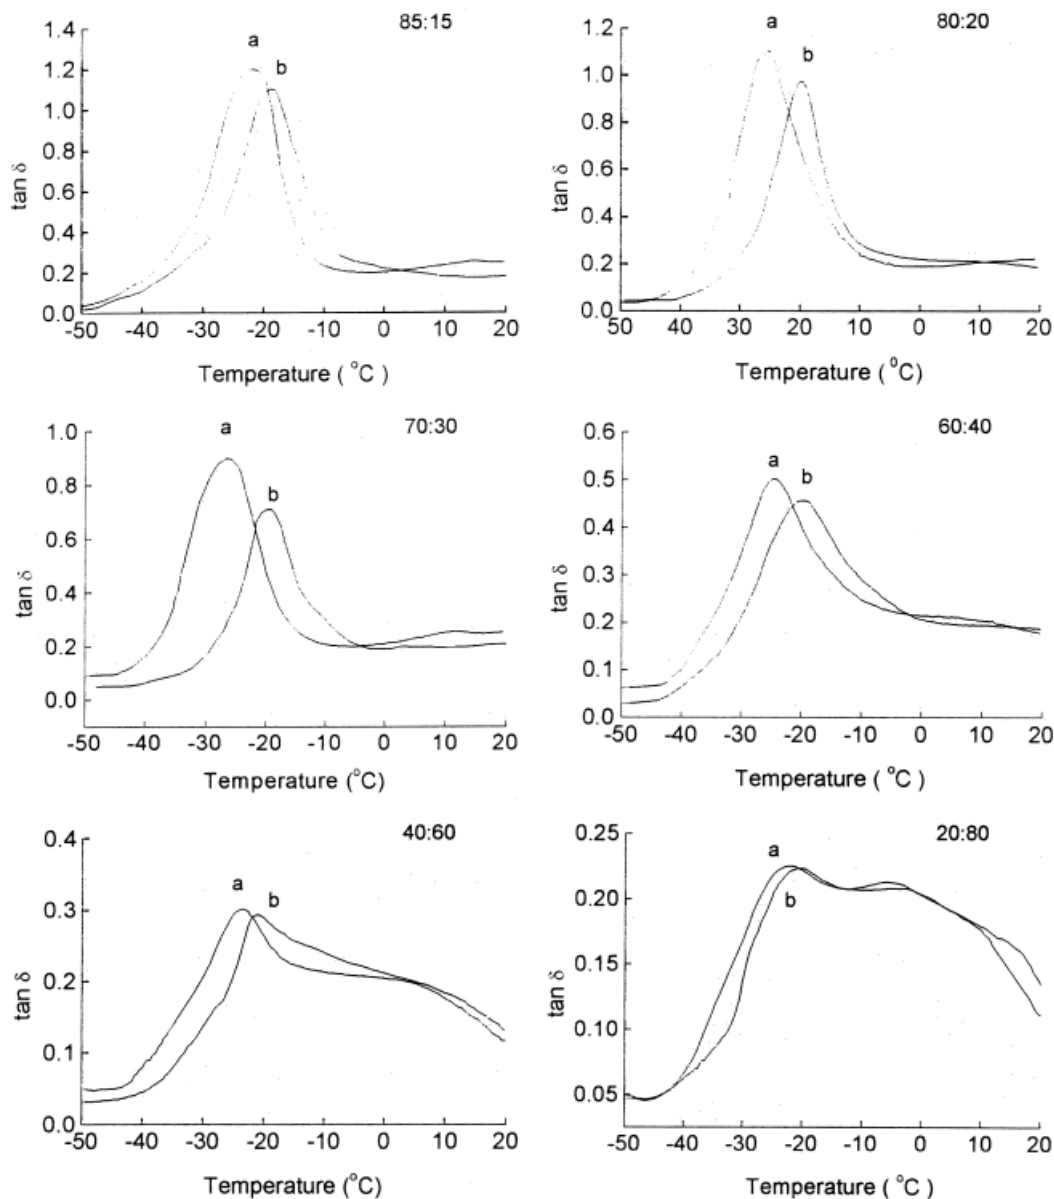 85:15
1.4
1.2
1.0
0.8
0.6
0.4
0.2
0.0
tan δ
a
b
-50 -40 -30 -20 -10 0 10 20
Temperature ( °C )
80:20
1.2
1.0
0.8
0.6
0.4
0.2
0.0
tan δ
a
b
50 -40 30 -20 -10 0 10 20
Temperature ( °C)
70:30
1.0
0.8
0.6
0.4
0.2
0.0
tan δ
a
b
-50 -40 -30 -20 -10 0 10 20
Temperature (°C)
60:40
0.6
0.5
0.4
0.3
0.2
0.1
0.0
tan δ
a
b
-50 -40 -30 -20 -10 0 10 20
Temperature ( °C )
40:60
0.4
0.3
0.2
0.1
0.0
tan δ
a
b
-50 -40 -30 -20 -10 0 10 20
Temperature (°C)
20:80
0.25
0.20
0.15
0.10
0.05
tan δ
a
b
-50 -40 -30 -20 -10 0 10 20
Temperature ( °C )